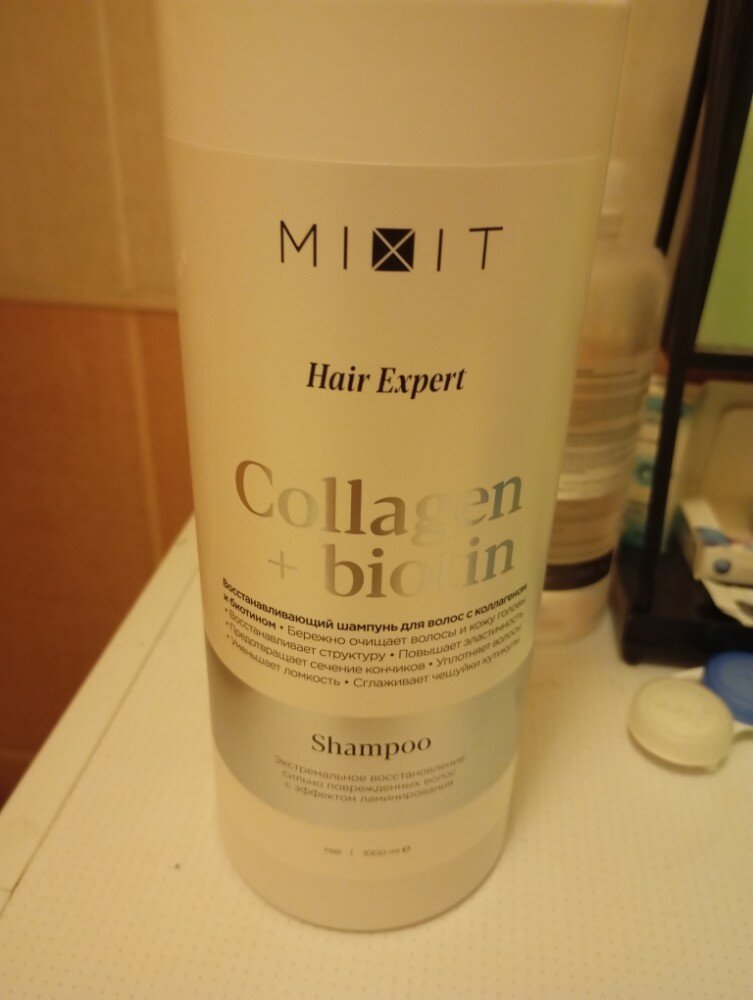 MIXIT
Hair Expert
Collagen
+ biotin
Восстанавливающий шампунь для волос с коллагеном
и биотином • Бережно очищает волосы и кожу головы
• Восстанавливает структуру • Повышает эластичность
• Предотвращает сечение кончиков • Уплотняет волосы
• Уменьшает ломкость • Сглаживает чешуйки кутикулы
Shampoo
Экстремальное восстановление
сильно поврежденных волос
с эффектом ламинирования
Hair | 1000 ml e